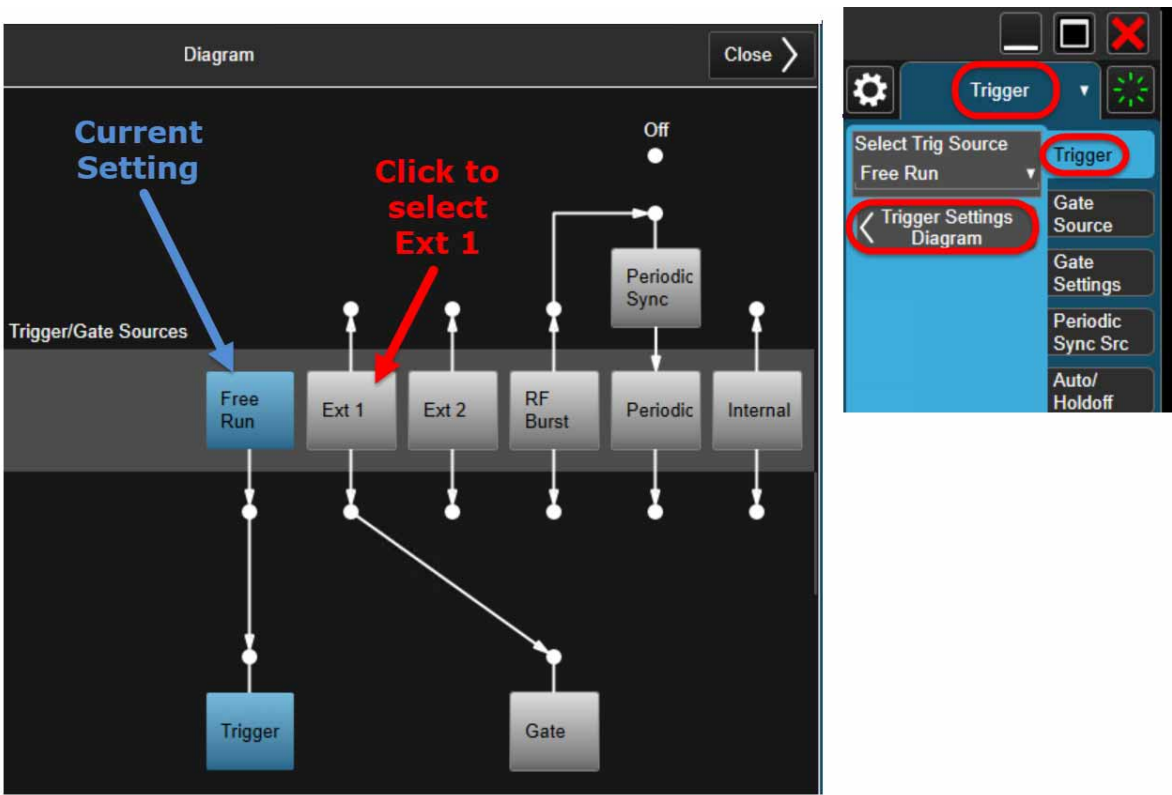 Diagram
Close
Current
Setting
Click to
select
Ext 1
Off
Periodic
Sync
Trigger/Gate Sources
Free
Run
Ext 1
Ext 2
RF
Burst
Periodic
Internal
Trigger
Gate
Trigger
Select Trig Source
Free Run
Trigger Settings
Diagram
Trigger
Gate
Source
Gate
Settings
Periodic
Sync Src
Auto/
Holdoff